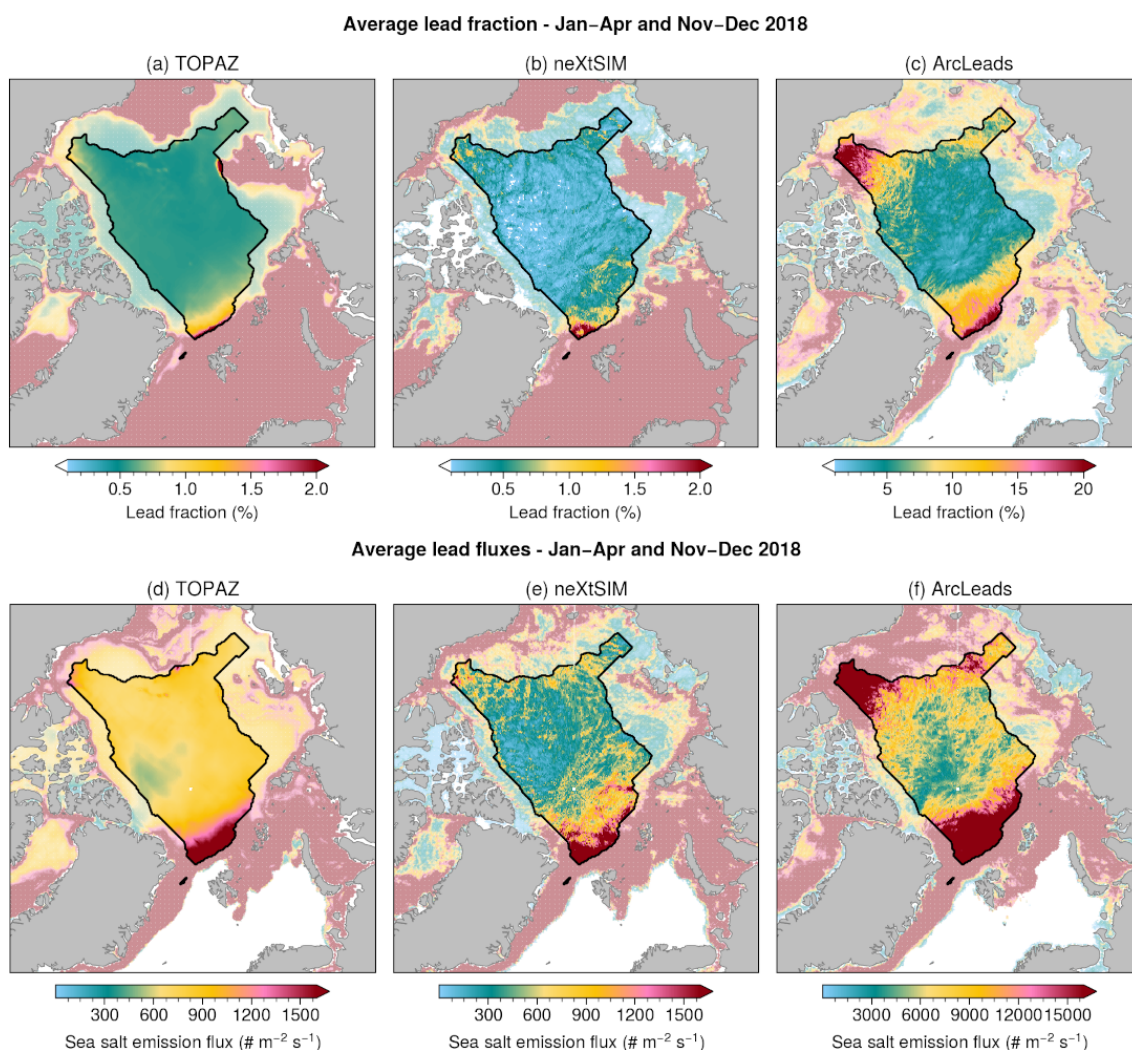 Average lead fraction - Jan−Apr and Nov−Dec 2018
(a) TOPAZ
(b) neXtSIM
(c) ArcLeads
0.5 1.0 1.5 2.0
Lead fraction (%)
0.5 1.0 1.5 2.0
Lead fraction (%)
5 10 15 20
Lead fraction (%)
Average lead fluxes - Jan−Apr and Nov−Dec 2018
(d) TOPAZ
(e) neXtSIM
(f) ArcLeads
300 600 900 1200 1500
Sea salt emission flux (# m⁻² s⁻¹)
300 600 900 1200 1500
Sea salt emission flux (# m⁻² s⁻¹)
3000 6000 9000 12000 15000
Sea salt emission flux (# m⁻² s⁻¹)